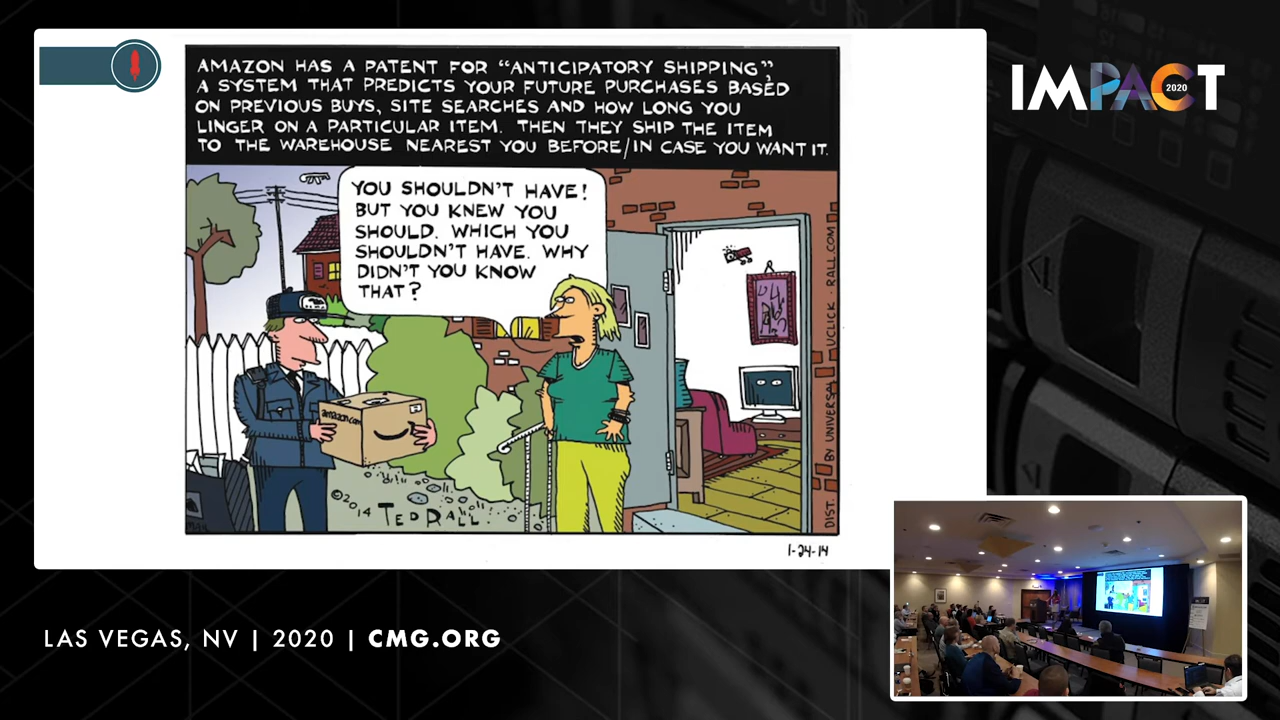 AMAZON HAS A PATENT FOR "ANTICIPATORY SHIPPING",
A SYSTEM THAT PREDICTS YOUR FUTURE PURCHASES BASED
ON PREVIOUS BUYS, SITE SEARCHES AND HOW LONG YOU
LINGER ON A PARTICULAR ITEM. THEN THEY SHIP THE ITEM
TO THE WAREHOUSE NEAREST YOU BEFORE/IN CASE YOU WANT IT.
YOU SHOULDN'T HAVE!
BUT YOU KNEW YOU
SHOULD. WHICH YOU
SHOULDN'T HAVE. WHY
DIDN'T YOU KNOW
THAT?
amazon.com
©2014 TED RALL
DIST. BY UNIVERSAL UCLICK · RALL.COM
1-24-14
IMPACT
2020
LAS VEGAS, NV | 2020 | CMG.ORG